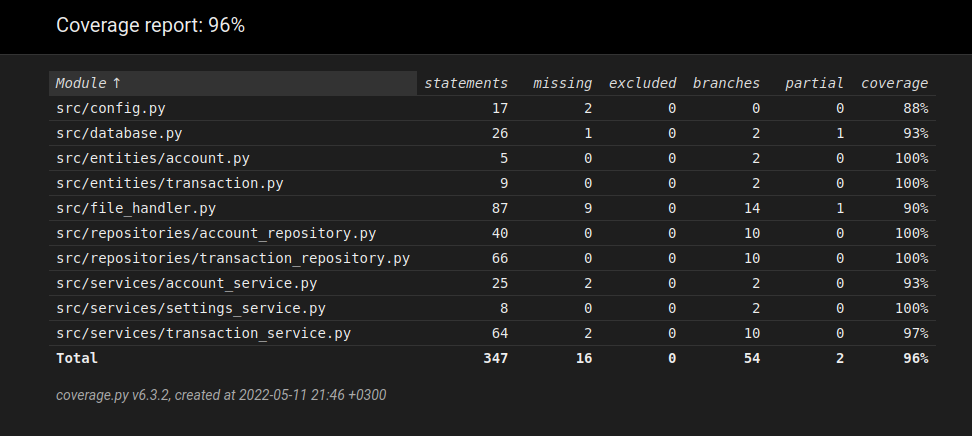 Coverage report: 96%
Module ↑ statements missing excluded branches partial coverage
src/config.py 17 2 0 0 0 88%
src/database.py 26 1 0 2 1 93%
src/entities/account.py 5 0 0 2 0 100%
src/entities/transaction.py 9 0 0 2 0 100%
src/file_handler.py 87 9 0 14 1 90%
src/repositories/account_repository.py 40 0 0 10 0 100%
src/repositories/transaction_repository.py 66 0 0 10 0 100%
src/services/account_service.py 25 2 0 2 0 93%
src/services/settings_service.py 8 0 0 2 0 100%
src/services/transaction_service.py 64 2 0 10 0 97%
Total 347 16 0 54 2 96%
coverage.py v6.3.2, created at 2022-05-11 21:46 +0300